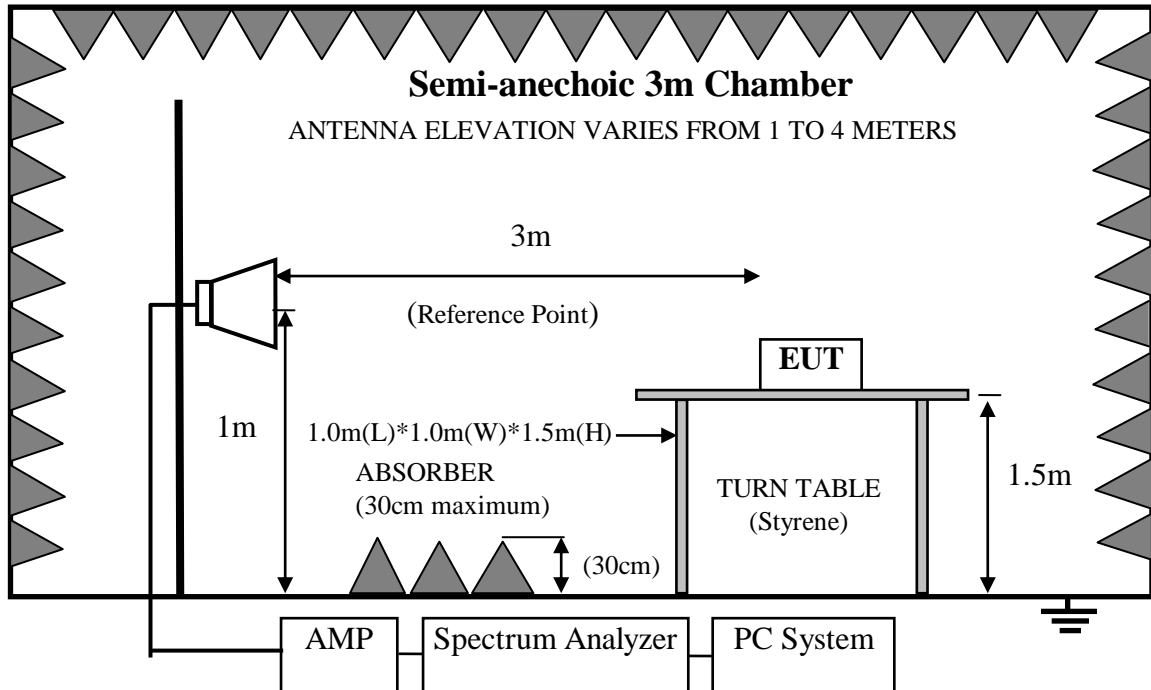 Semi-anechoic 3m Chamber
ANTENNA ELEVATION VARIES FROM 1 TO 4 METERS
3m
(Reference Point)
EUT
1m
1.0m(L)*1.0m(W)*1.5m(H)
ABSORBER
(30cm maximum)
TURN TABLE
(Styrene)
1.5m
(30cm)
AMP
Spectrum Analyzer
PC System